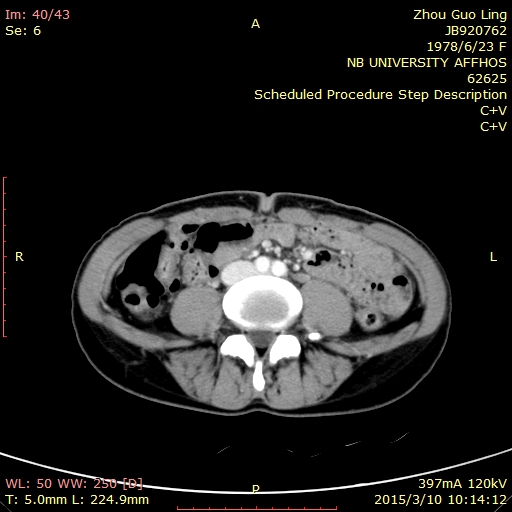 Im: 40/43
Se: 6
A
Zhou Guo Ling
JB920762
1978/6/23 F
NB UNIVERSITY AFFHOS
62625
Scheduled Procedure Step Description
C+V
C+V
R
L
WL: 50 WW: 250 [D]
T: 5.0mm L: 224.9mm
P
397mA 120kV
2015/3/10 10:14:12